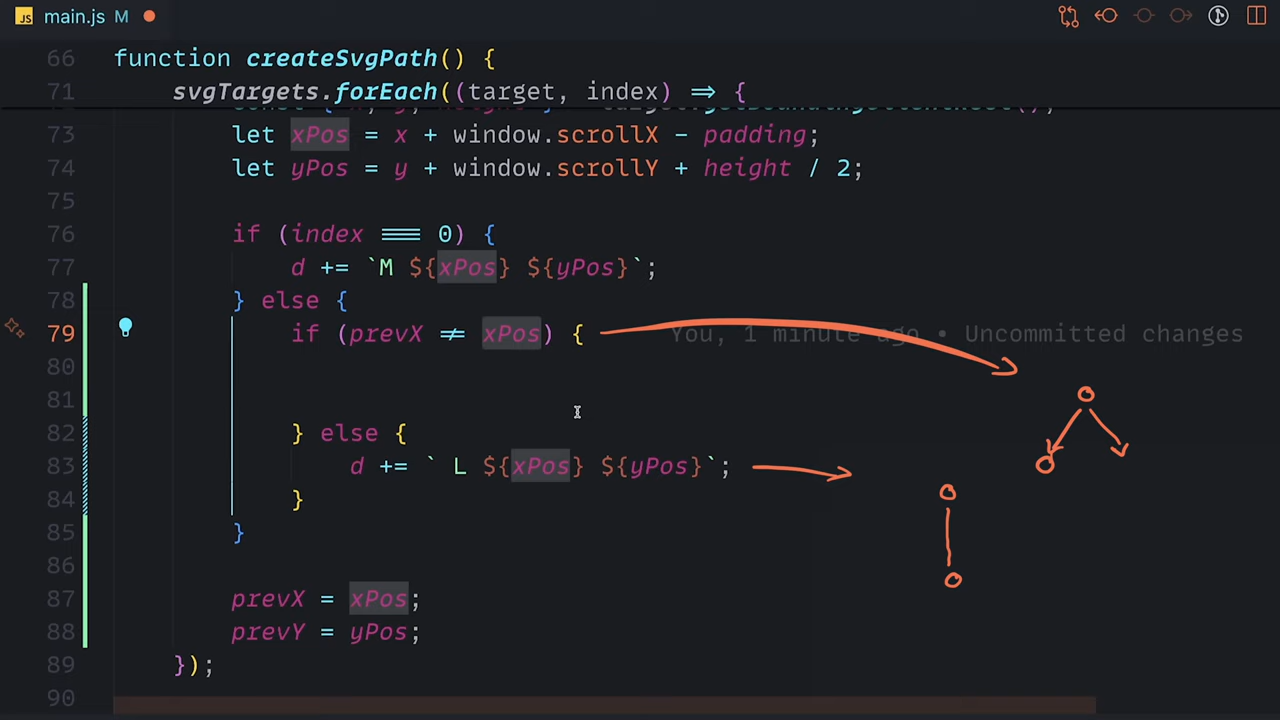 main.js M
66 function createSvgPath() {
71 svgTargets.forEach((target, index) => {
73 let xPos = x + window.scrollX - padding;
74 let yPos = y + window.scrollY + height / 2;
75
76 if (index === 0) {
77 d += `M ${xPos} ${yPos}`;
78 } else {
79 if (prevX != xPos) { You, 1 minute ago • Uncommitted changes
80
81
82 } else {
83 d += ` L ${xPos} ${yPos}`;
84 }
85 }
86
87 prevX = xPos;
88 prevY = yPos;
89 });
90